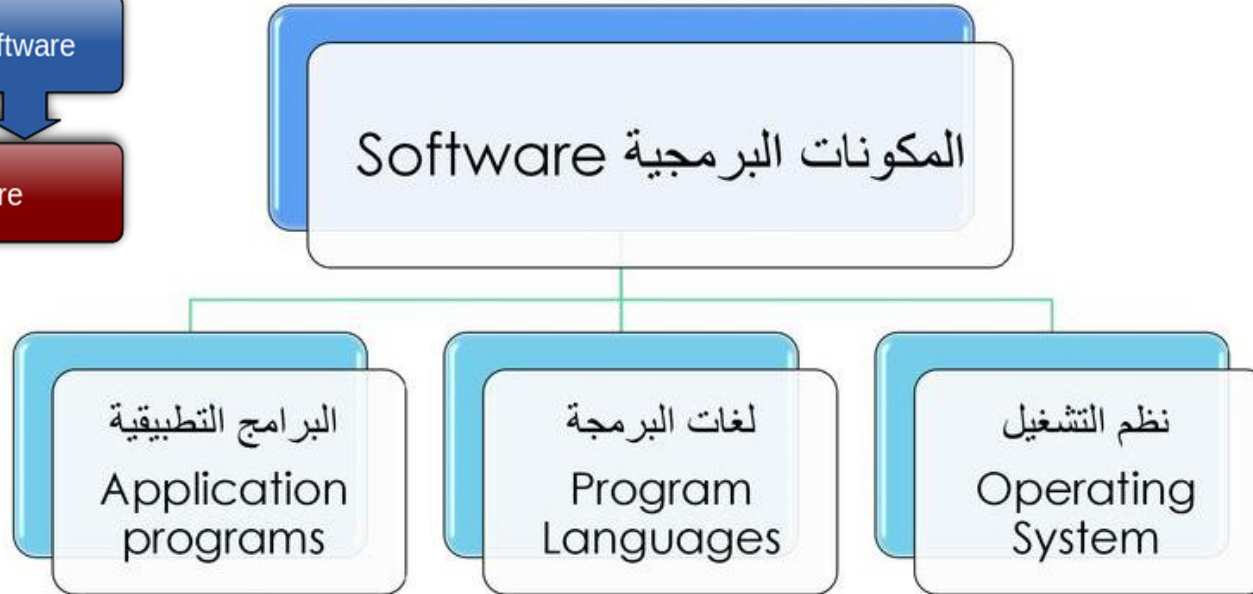 ftware
re
المكونات البرمجية Software
نظم التشغيل
Operating
System
لغات البرمجة
Program
Languages
البرامج التطبيقية
Application
programs